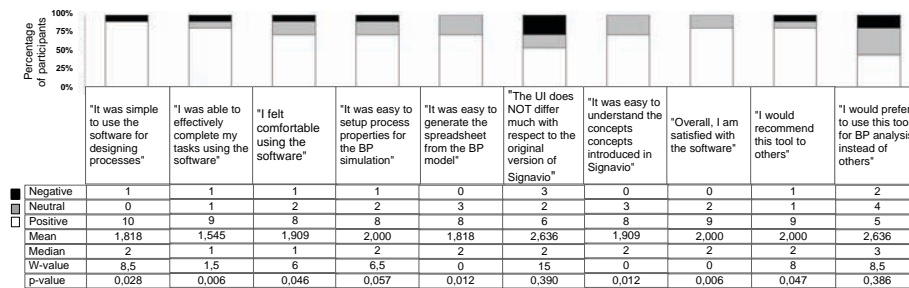 Percentage
of participants
100%
75%
50%
25%
0%
"It was simple
to use the
software for
designing
processes"
"I was able to
effectively
complete my
tasks using the
software"
"I felt
comfortable
using the
software"
"It was easy to
setup process
properties for
the BP
simulation"
"It was easy to
generate the
spreadsheet
from the BP
model"
"The UI does
NOT differ
much with
respect to the
original
version of
Signavio"
"It was easy to
understand the
concepts
concepts
introduced in
Signavio"
"Overall, I am
satisfied with
the software"
"I would
recommend
this tool to
others"
"I would prefer
to use this too
for BP analysis
instead of
others"
Negative 1 1 1 1 0 3 0 0 1 2
Neutral 0 1 2 2 3 2 3 2 1 4
Positive 10 9 8 8 8 6 8 9 9 5
Mean 1,818 1,545 1,909 2,000 1,818 2,636 1,909 2,000 2,000 2,636
Median 2 1 1 2 2 2 2 2 2 3
W-value 8,5 1,5 6 6,5 0 15 0 0 8 8,5
p-value 0,028 0,006 0,046 0,057 0,012 0,390 0,012 0,006 0,047 0,386